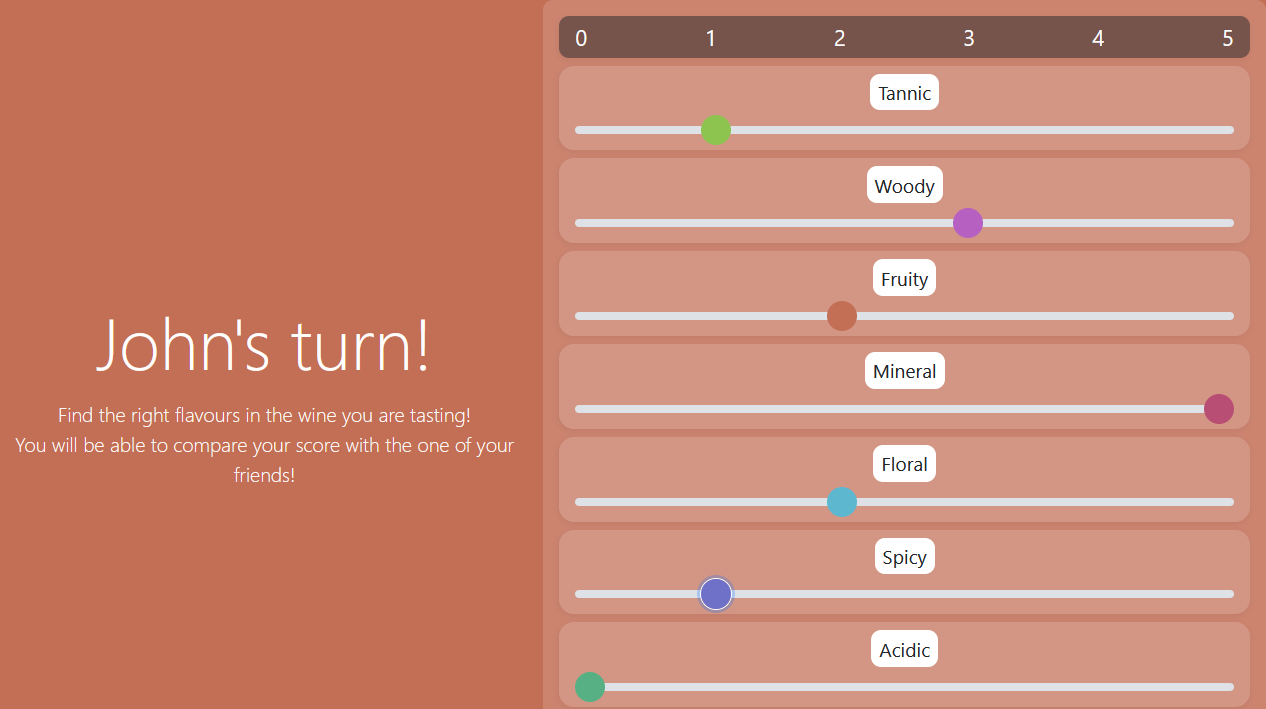 John's turn!
Find the right flavours in the wine you are tasting!
You will be able to compare your score with the one of your
friends!
0 1 2 3 4 5
Tannic
Woody
Fruity
Mineral
Floral
Spicy
Acidic